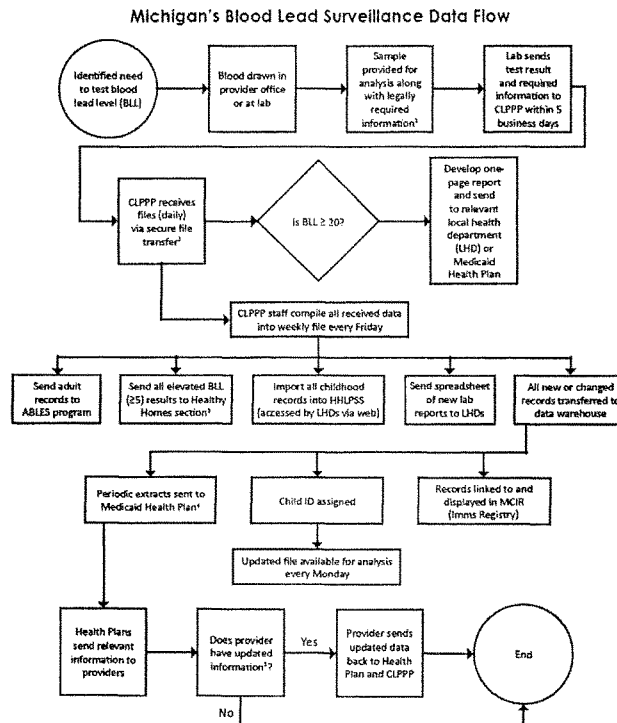 Michigan's Blood Lead Surveillance Data Flow
Identified need
to test blood
lead level (BLL)
Blood drawn in
provider office
or at lab
Sample
provided for
analysis along
with legally
required
information¹
Lab sends
test result
and required
information to
CLPPP within 5
business days
CLPPP receives
files (daily)
via secure file
transfer²
Is BLL ≥ 20?
Develop one-
page report
and send
to relevant
local health
department
(LHD) or
Medicaid
Health Plan
CLPPP staff compile all received data
into weekly file every Friday
Send adult
records to
ABLES program
Send all elevated BLL
(≥5) results to Healthy
Homes section³
Import all childhood
records into HHLPSS
(accessed by LHDs via web)
Send spreadsheet
of new lab
reports to LHDs
All new or changed
records transferred to
data warehouse
Periodic extracts sent to
Medicaid Health Plan⁴
Child ID assigned
Records linked to and
displayed in MCIR
(Imms Registry)
Updated file available for analysis
every Monday
Health Plans
send relevant
information to
providers
Does provider
have updated
information⁵?
Yes
Provider sends
updated data
back to Health
Plan and CLPPP
End
No